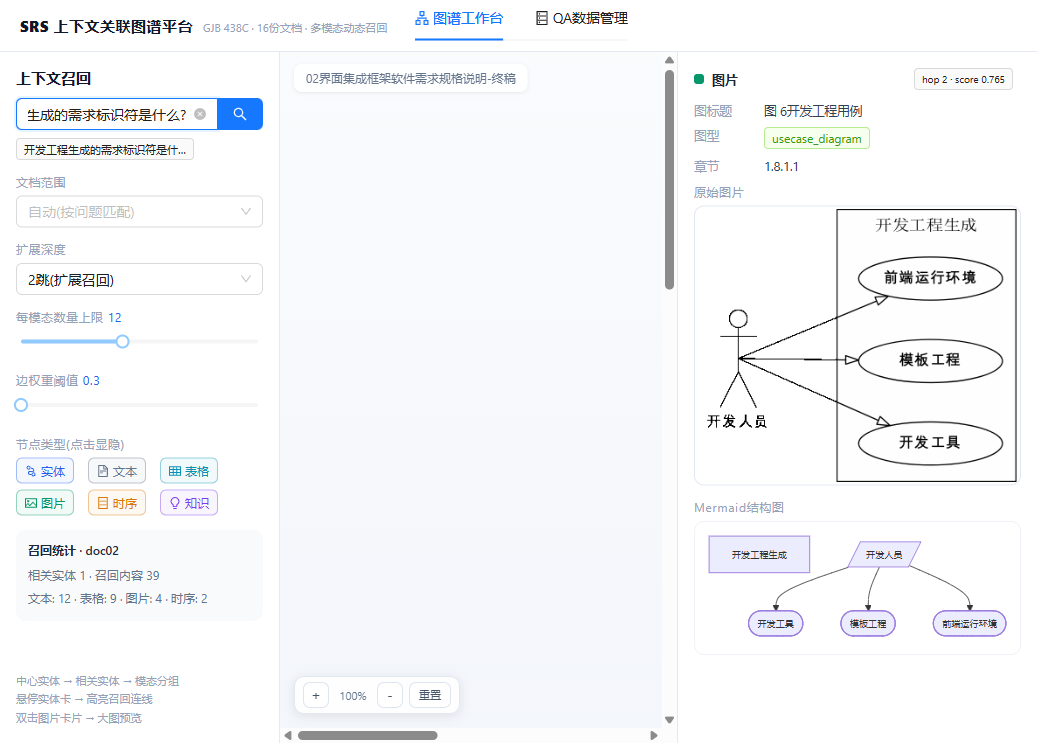 SRS 上下文关联图谱平台
GJB 438C · 16份文档 · 多模态动态召回
图谱工作台
QA数据管理
上下文召回
生成的需求标识符是什么?
开发工程生成的需求标识符是什...
文档范围
自动(按问题匹配)
扩展深度
2跳(扩展召回)
每模态数量上限 12
边权重阈值 0.3
节点类型(点击显隐)
实体
文本
表格
图片
时序
知识
召回统计 · doc02
相关实体 1 · 召回内容 39
文本: 12 · 表格: 9 · 图片: 4 · 时序: 2
中心实体 → 相关实体 → 模态分组
悬停实体卡 → 高亮召回连线
双击图片卡片 → 大图预览
02界面集成框架软件需求规格说明-终稿
+
100%
-
重置
图片
hop 2 · score 0.765
图标题
图 6开发工程用例
图型
usecase_diagram
章节
1.8.1.1
原始图片
开发工程生成
前端运行环境
模板工程
开发人员
开发工具
Mermaid结构图
开发工程生成
开发人员
开发工具
模板工程
前端运行环境